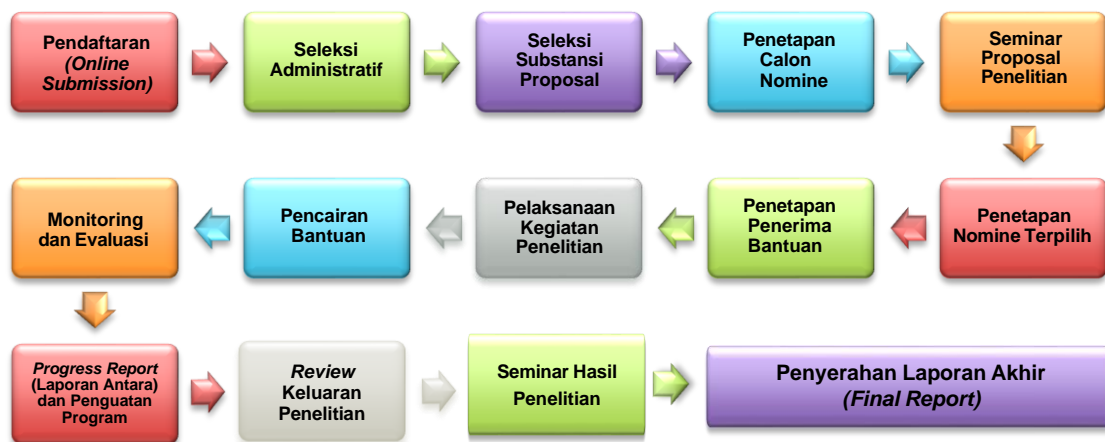 Pendaftaran
(Online
Submission)
Seleksi
Administratif
Seleksi
Substansi
Proposal
Penetapan
Calon
Nomine
Seminar
Proposal
Penelitian
Penetapan
Nomine Terpilih
Penetapan
Penerima
Bantuan
Pelaksanaan
Kegiatan
Penelitian
Pencairan
Bantuan
Monitoring
dan Evaluasi
Progress Report
(Laporan Antara)
dan Penguatan
Program
Review
Keluaran
Penelitian
Seminar Hasil
Penelitian
Penyerahan Laporan Akhir
(Final Report)